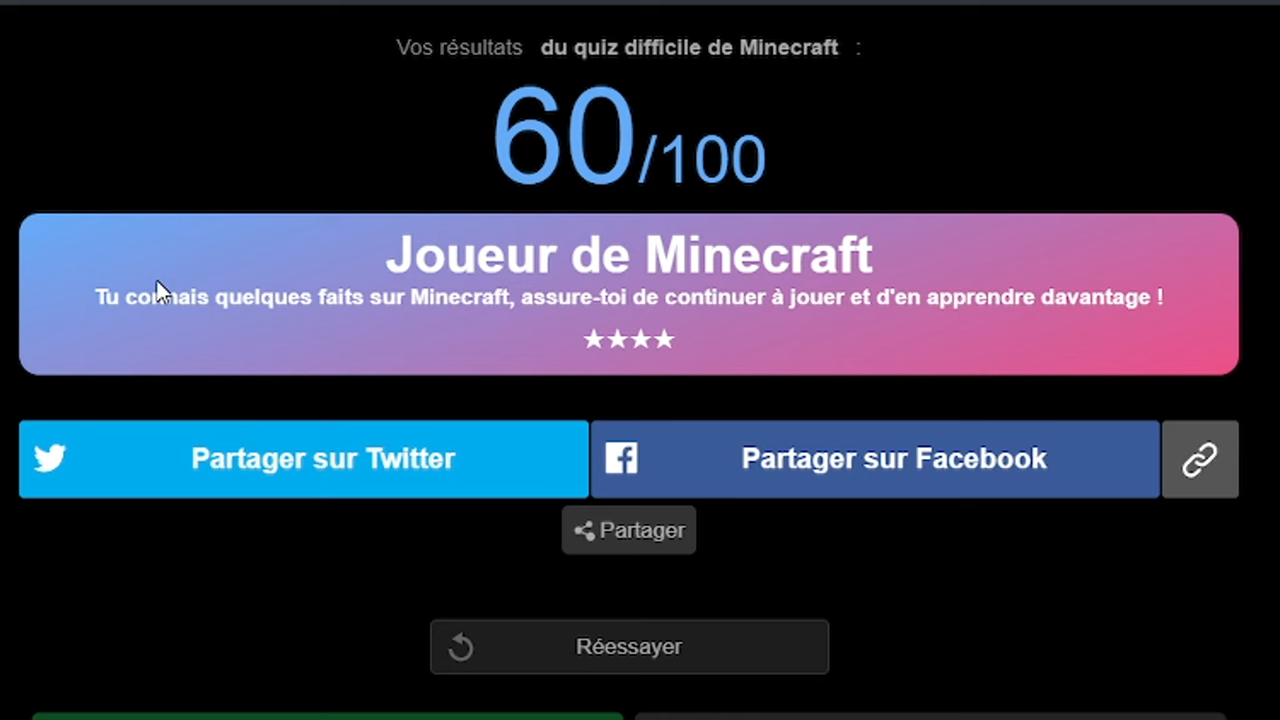 Vos résultats du quiz difficile de Minecraft :
60/100
Joueur de Minecraft
Tu connais quelques faits sur Minecraft, assure-toi de continuer à jouer et d'en apprendre davantage !
★★★★
Partager sur Twitter Partager sur Facebook
Partager
Réessayer